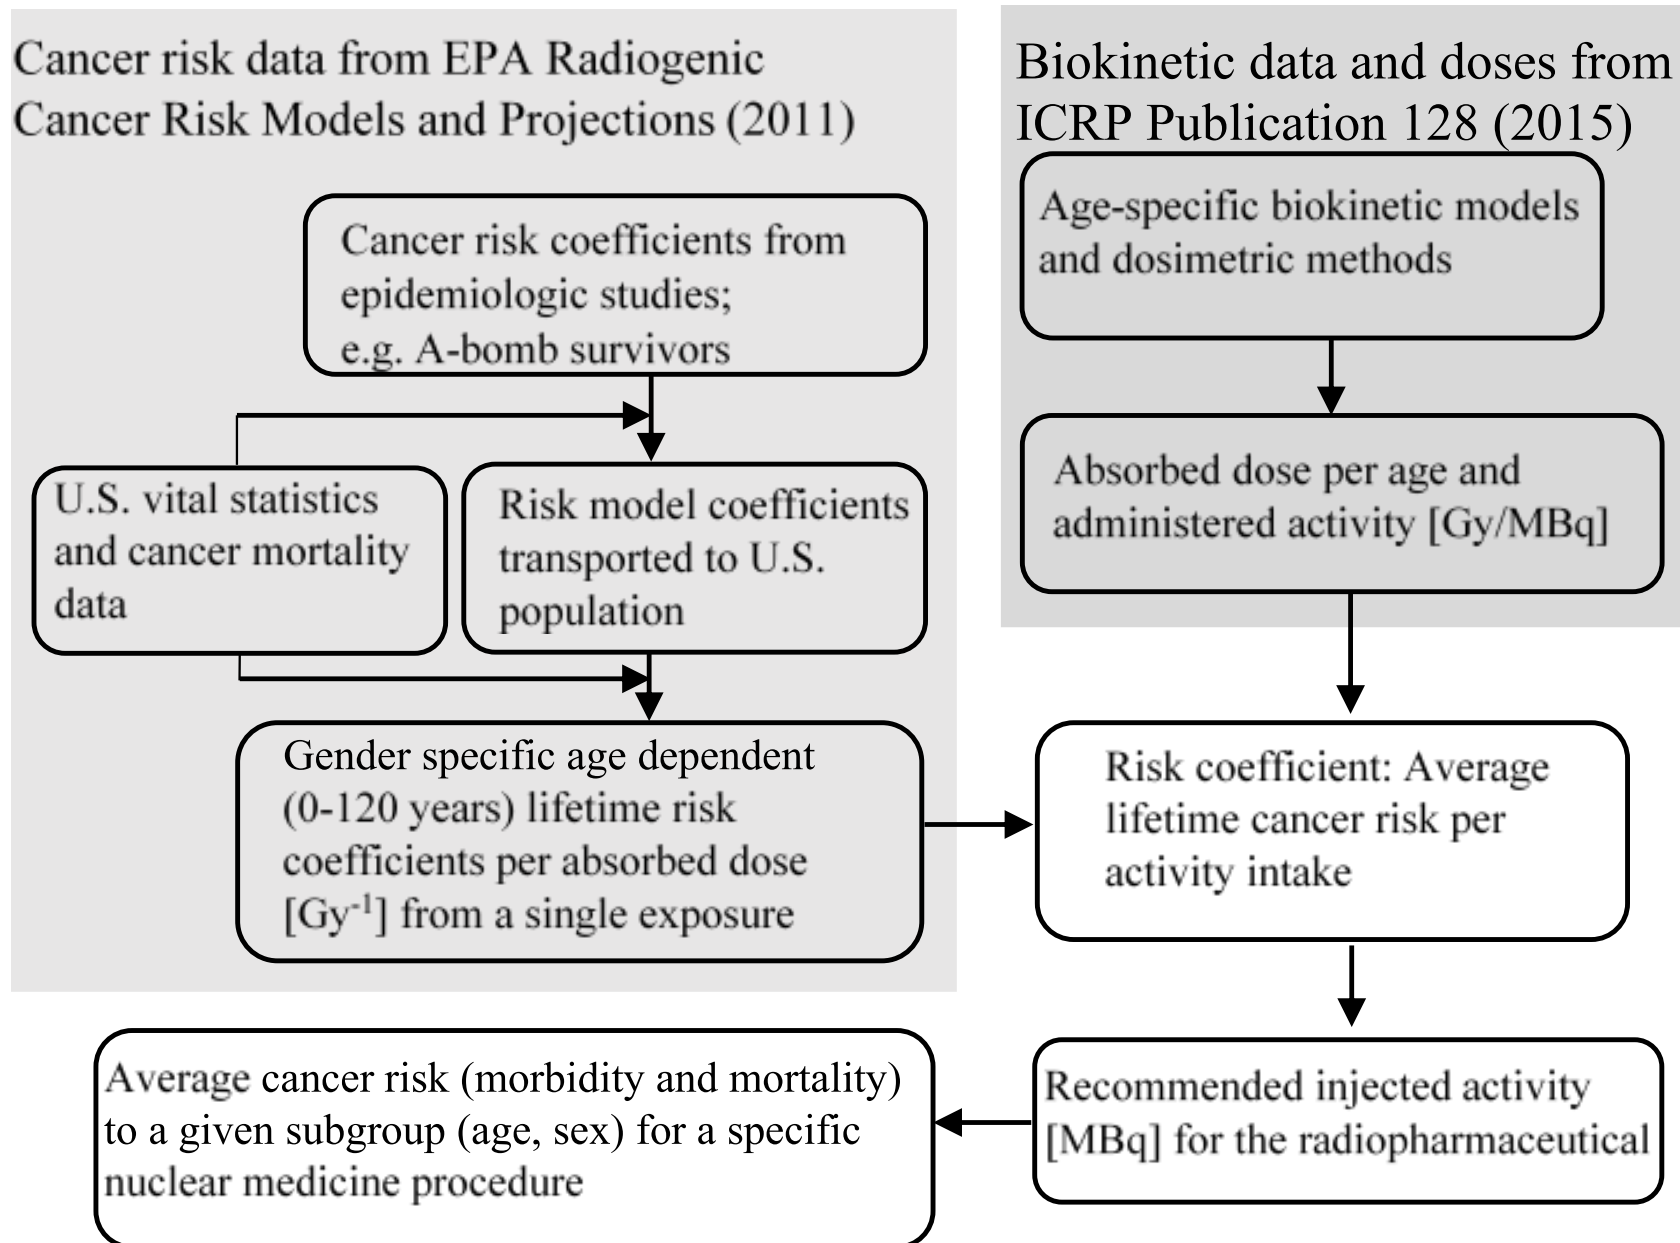 Cancer risk data from EPA Radiogenic
Cancer Risk Models and Projections (2011)
Cancer risk coefficients from
epidemiologic studies;
e.g. A-bomb survivors
U.S. vital statistics
and cancer mortality
data
Risk model coefficients
transported to U.S.
population
Gender specific age dependent
(0-120 years) lifetime risk
coefficients per absorbed dose
[Gy⁻¹] from a single exposure
Biokinetic data and doses from
ICRP Publication 128 (2015)
Age-specific biokinetic models
and dosimetric methods
Absorbed dose per age and
administered activity [Gy/MBq]
Risk coefficient: Average
lifetime cancer risk per
activity intake
Recommended injected activity
[MBq] for the radiopharmaceutical
Average cancer risk (morbidity and mortality)
to a given subgroup (age, sex) for a specific
nuclear medicine procedure